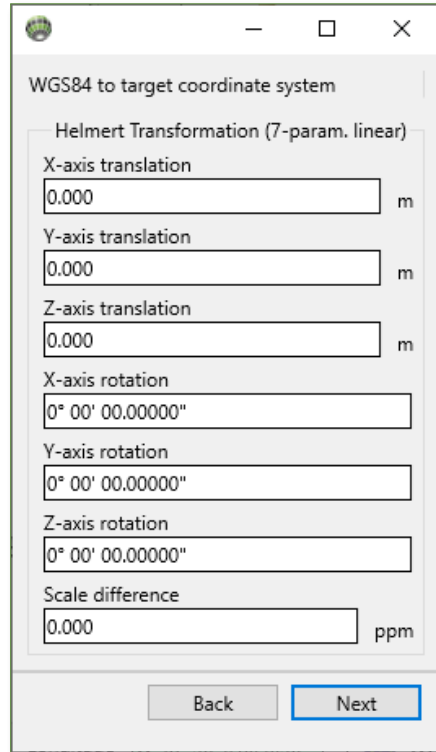 WGS84 to target coordinate system
Helmert Transformation (7-param. linear)
X-axis translation
0.000 m
Y-axis translation
0.000 m
Z-axis translation
0.000 m
X-axis rotation
0° 00' 00.00000"
Y-axis rotation
0° 00' 00.00000"
Z-axis rotation
0° 00' 00.00000"
Scale difference
0.000 ppm
Back Next